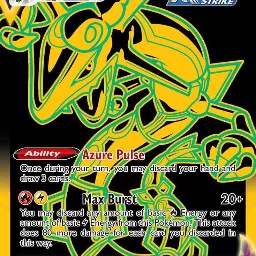 STRIKE
Ability Azure Pulse
Once during your turn, you may discard your hand and
draw 3 cards.
Max Burst 20+
You may discard any amount of basic Energy or any
amount of basic Energy from this Pokémon. This attack
does 80 more damage for each card you discarded in
this way.